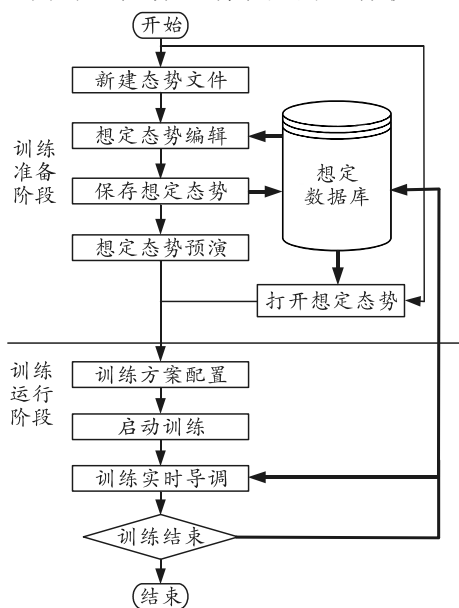 开始
新建态势文件
想定态势编辑
保存想定态势
想定态势预演
训练
准备
阶段
想定
数据库
打开想定态势
训练
运行
阶段
训练方案配置
启动训练
训练实时导调
训练结束
结束